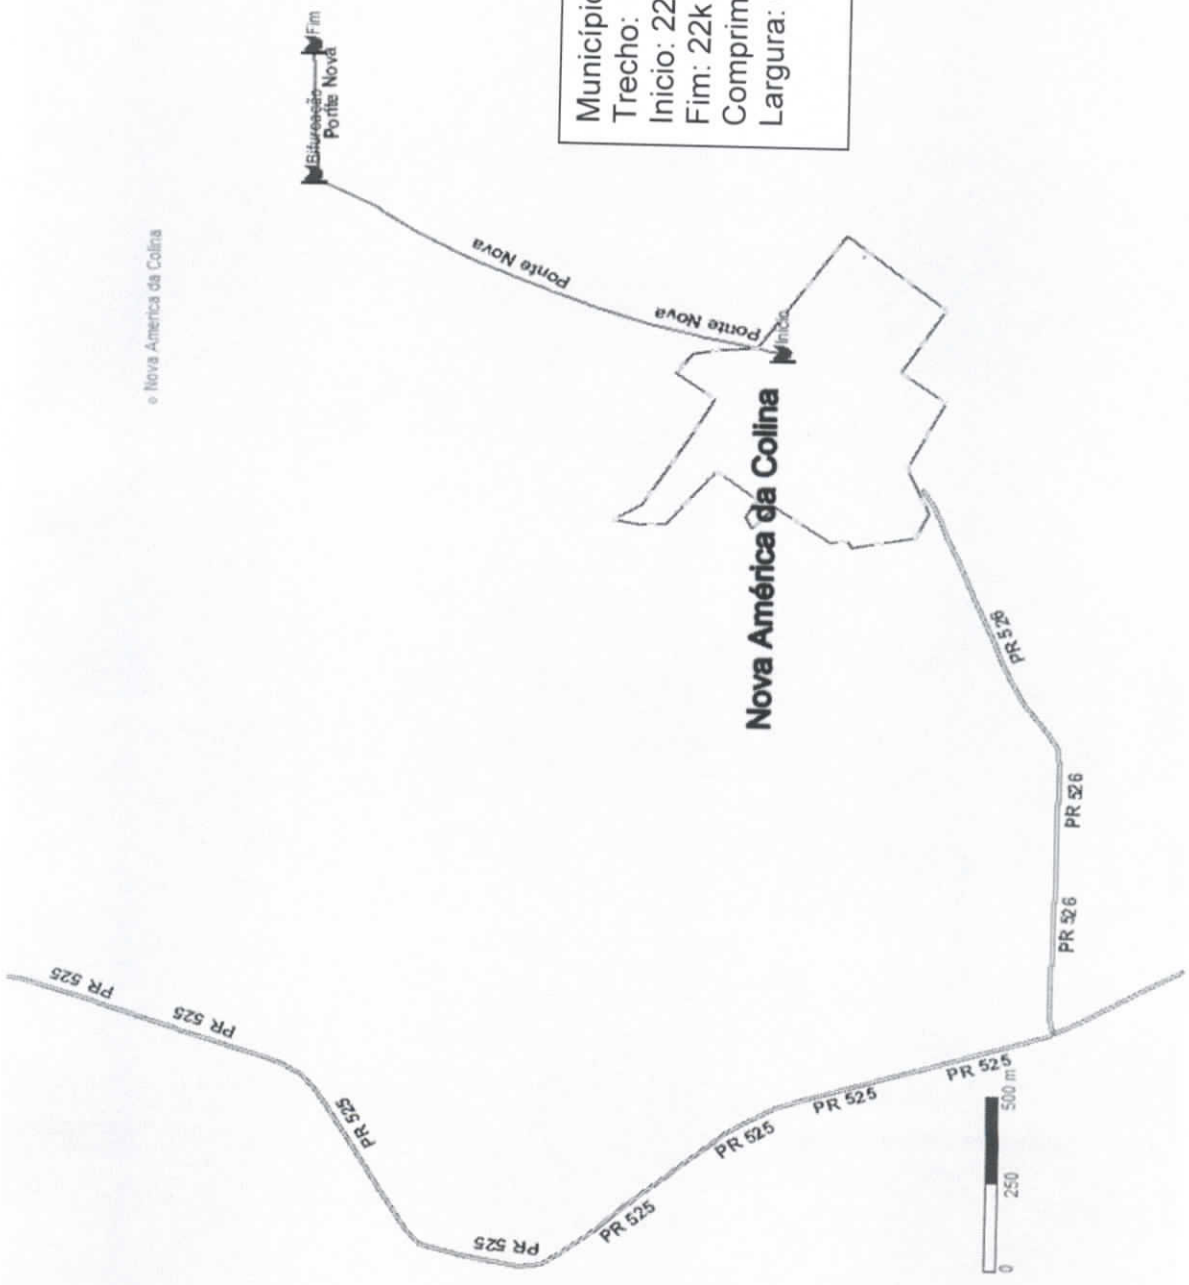 Nova America da Colina
Bifurcação
Fim
Ponte Nova
Ponte Nova
Ponte Nova
Início
Nova América da Colina
Municípi
Trecho:
Inicio: 22
Fim: 22k
Comprim
Largura:
PR 525
PR 525
PR 525
PR 525
PR 525
PR 525
PR 525
PR 525
PR 526
PR 526
PR 526
0
250
500 m